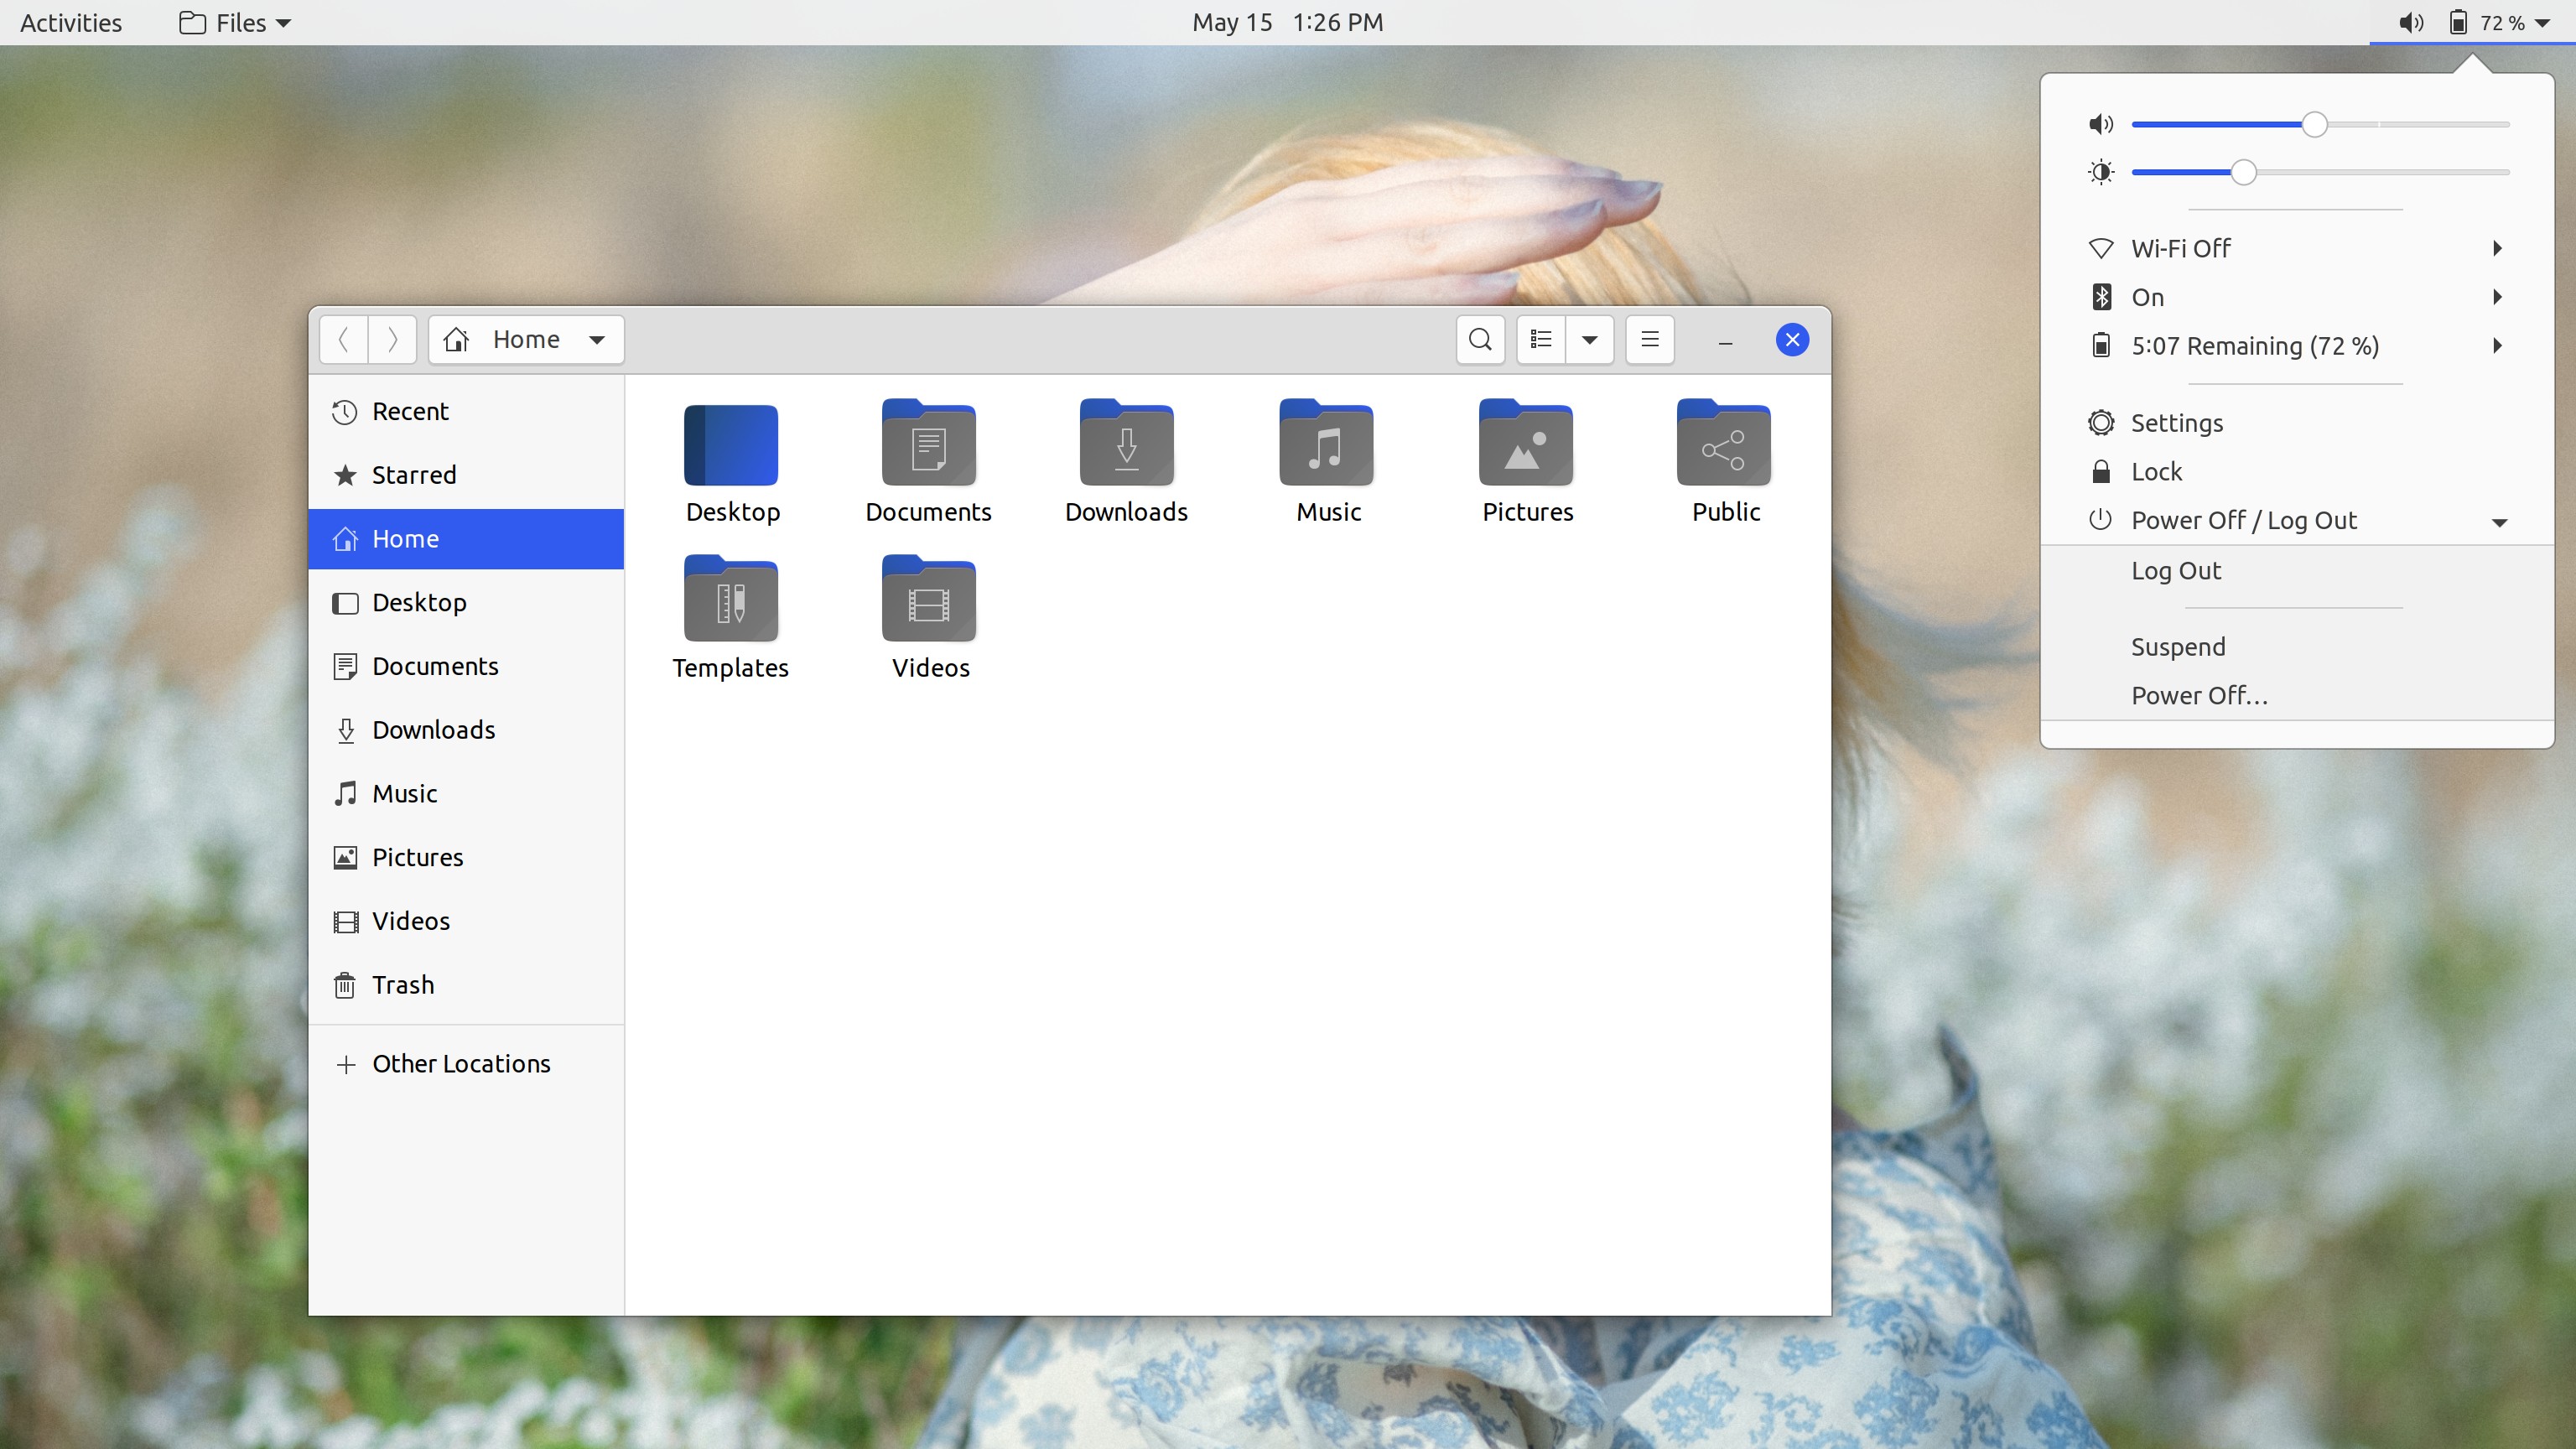 Activities Files May 15 1:26 PM 72 %
Home
Recent
Starred
Home
Desktop
Documents
Downloads
Music
Pictures
Videos
Trash
Other Locations
Desktop Documents Downloads Music Pictures Public
Templates Videos
Wi-Fi Off
On
5:07 Remaining (72 %)
Settings
Lock
Power Off / Log Out
Log Out
Suspend
Power Off...